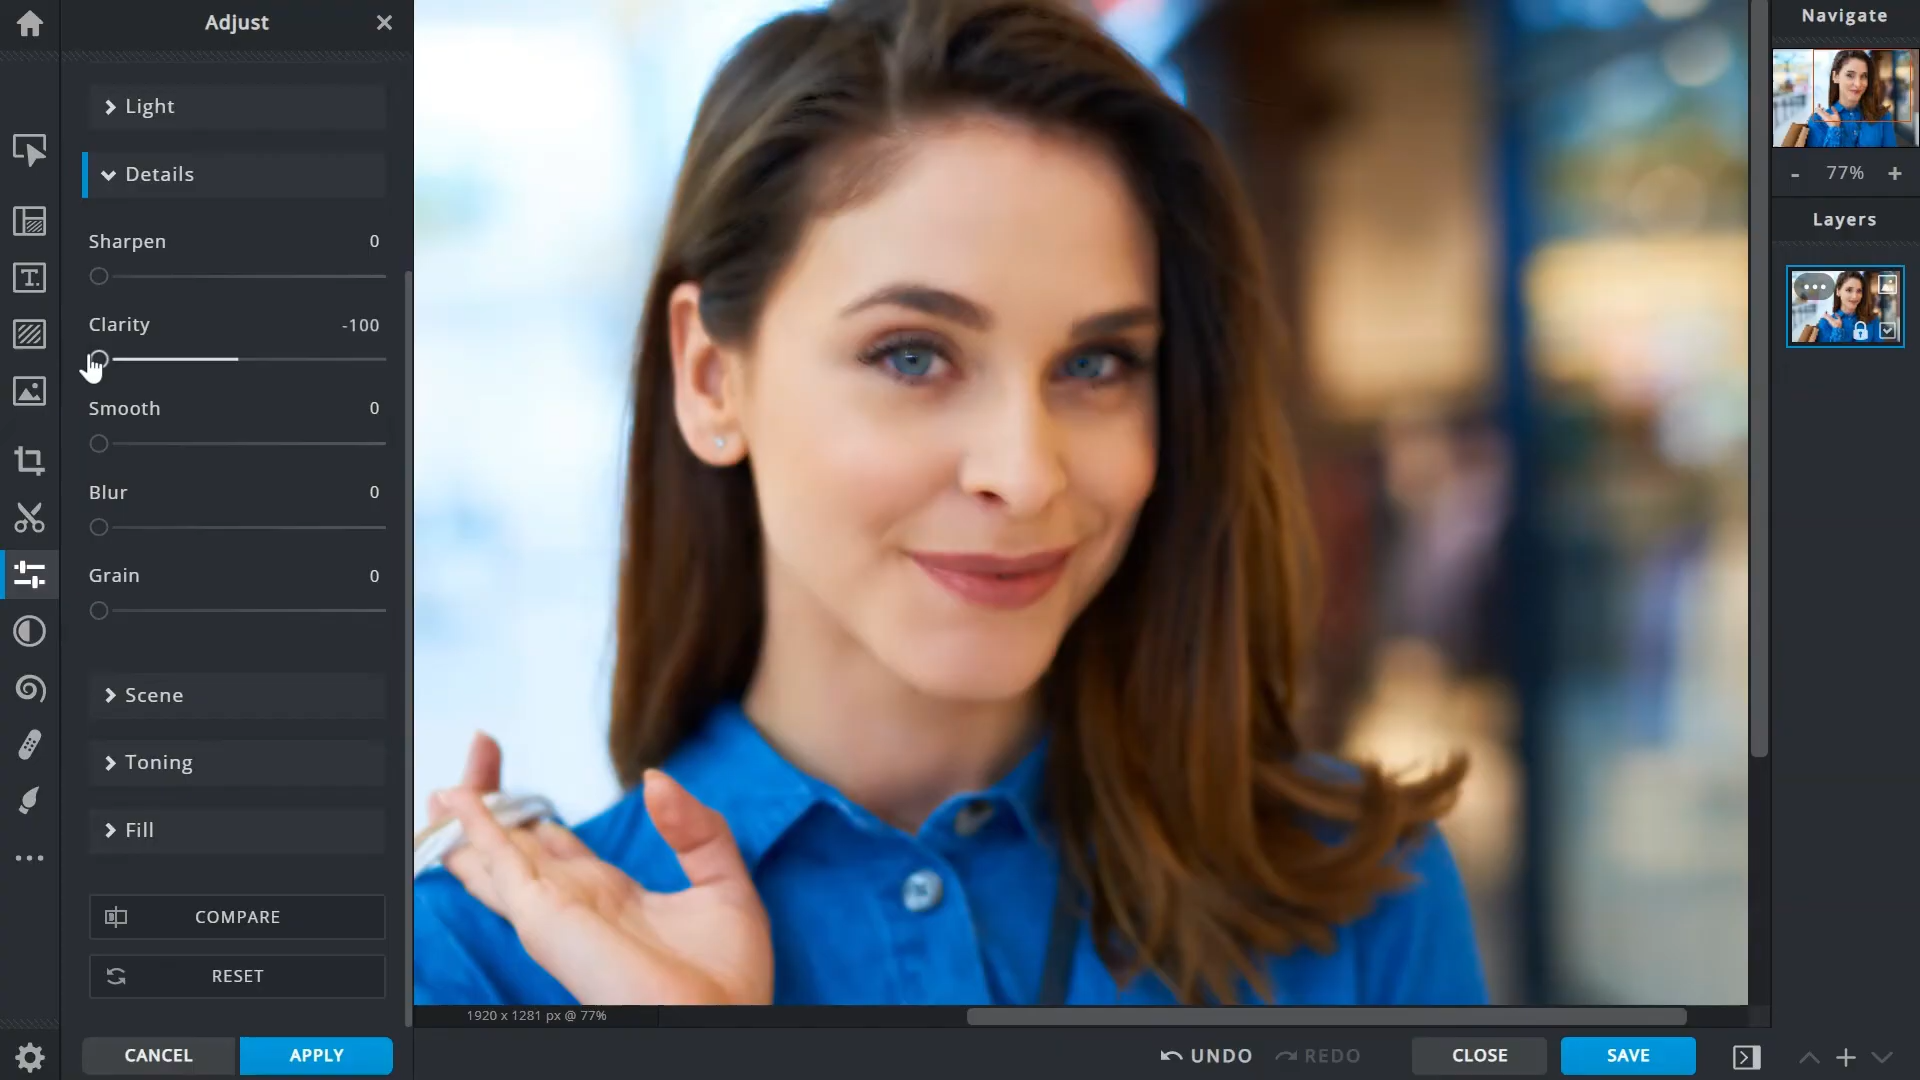 Adjust
Light
Details
Sharpen 0
Clarity -100
Smooth 0
Blur 0
Grain 0
Scene
Toning
Fill
COMPARE
RESET
CANCEL APPLY
1920 x 1281 px @ 77%
UNDO REDO CLOSE SAVE
Navigate
- 77% +
Layers